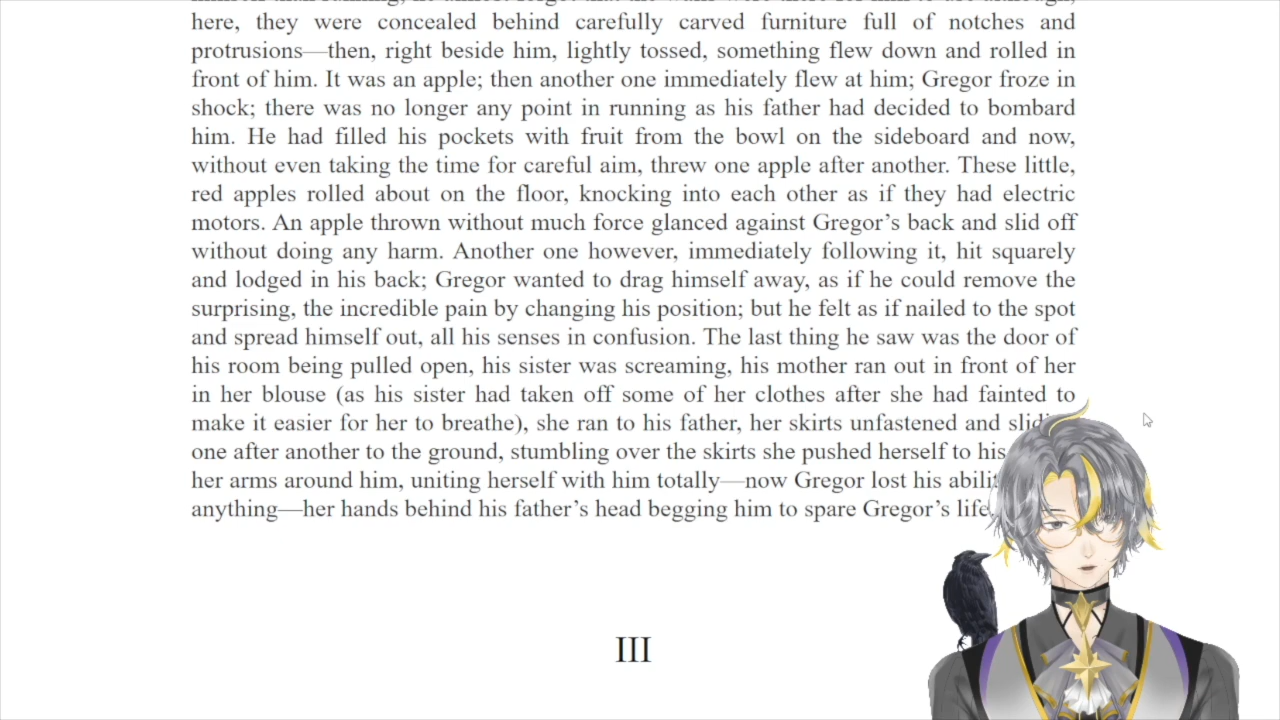 here, they were concealed behind carefully carved furniture full of notches and
protrusions—then, right beside him, lightly tossed, something flew down and rolled in
front of him. It was an apple; then another one immediately flew at him; Gregor froze in
shock; there was no longer any point in running as his father had decided to bombard
him. He had filled his pockets with fruit from the bowl on the sideboard and now,
without even taking the time for careful aim, threw one apple after another. These little,
red apples rolled about on the floor, knocking into each other as if they had electric
motors. An apple thrown without much force glanced against Gregor’s back and slid off
without doing any harm. Another one however, immediately following it, hit squarely
and lodged in his back; Gregor wanted to drag himself away, as if he could remove the
surprising, the incredible pain by changing his position; but he felt as if nailed to the spot
and spread himself out, all his senses in confusion. The last thing he saw was the door of
his room being pulled open, his sister was screaming, his mother ran out in front of her
in her blouse (as his sister had taken off some of her clothes after she had fainted to
make it easier for her to breathe), she ran to his father, her skirts unfastened and
one after another to the ground, stumbling over the skirts she pushed herself to his
her arms around him, uniting herself with him totally—now Gregor lost his
anything—her hands behind his father’s head begging him to spare Gregor’s life
III